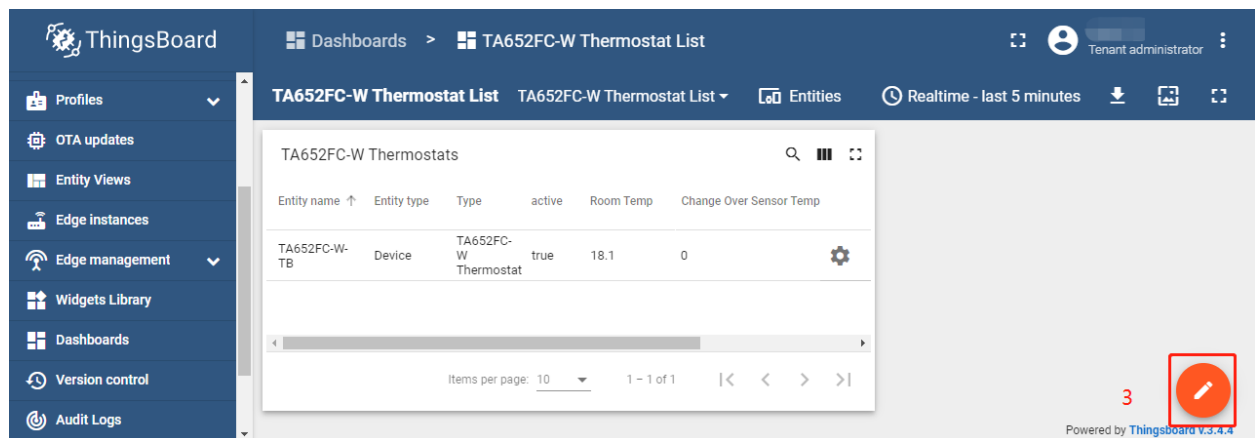 ThingsBoard
Dashboards > TA652FC-W Thermostat List
Tenant administrator
Profiles
OTA updates
Entity Views
Edge instances
Edge management
Widgets Library
Dashboards
Version control
Audit Logs
TA652FC-W Thermostat List TA652FC-W Thermostat List Entities Realtime - last 5 minutes
TA652FC-W Thermostats
Entity name Entity type Type active Room Temp Change Over Sensor Temp
TA652FC-W-
TB
Device
TA652FC-
W
Thermostat
true 18.1 0
Items per page: 10 1 – 1 of 1
3
Powered by Thingsboard v.3.4.4